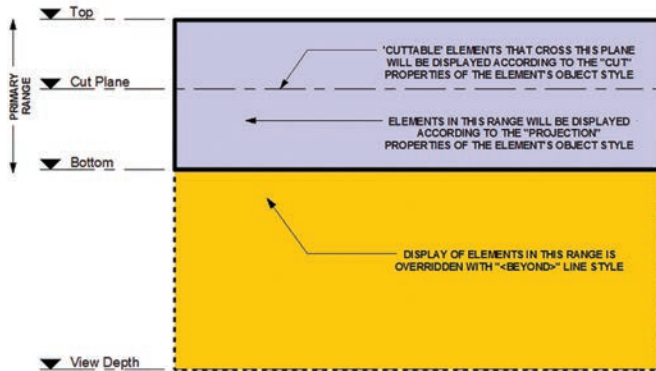 Top
'CUTTABLE' ELEMENTS THAT CROSS THIS PLANE
WILL BE DISPLAYED ACCORDING TO THE "CUT"
PROPERTIES OF THE ELEMENT'S OBJECT STYLE
Cut Plane
PRIMARY
RANGE
ELEMENTS IN THIS RANGE WILL BE DISPLAYED
ACCORDING TO THE "PROJECTION"
PROPERTIES OF THE ELEMENT'S OBJECT STYLE
Bottom
DISPLAY OF ELEMENTS IN THIS RANGE IS
OVERRIDDEN WITH "<BEYOND>" LINE STYLE
View Depth